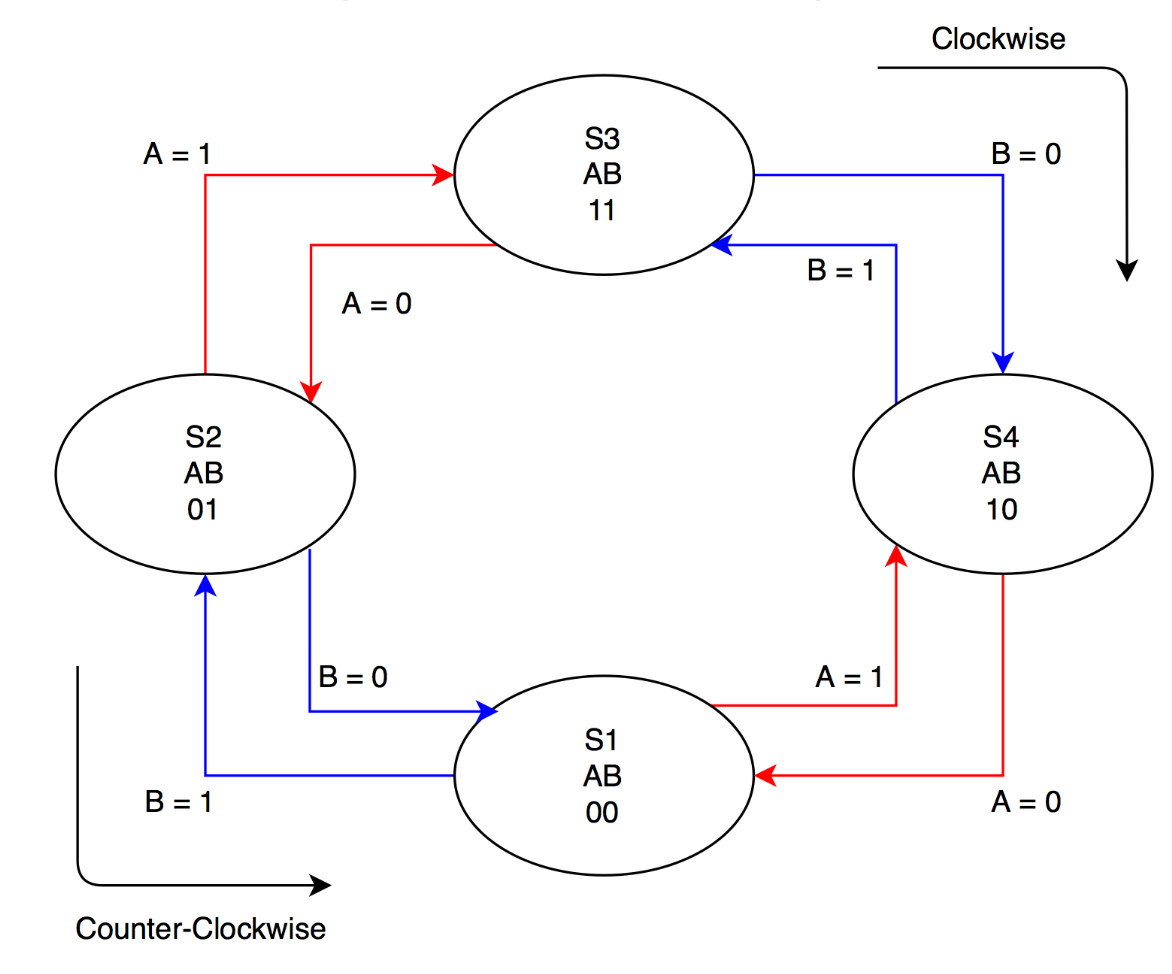 Clockwise
S3
AB
11
A = 1
B = 0
B = 1
A = 0
S2
AB
01
S4
AB
10
B = 0
A = 1
S1
AB
00
B = 1
A = 0
Counter-Clockwise